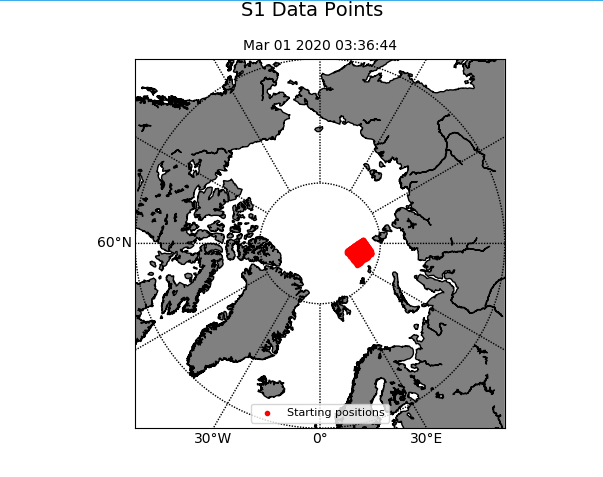 S1 Data Points
Mar 01 2020 03:36:44
60°N
Starting positions
30°W 0° 30°E